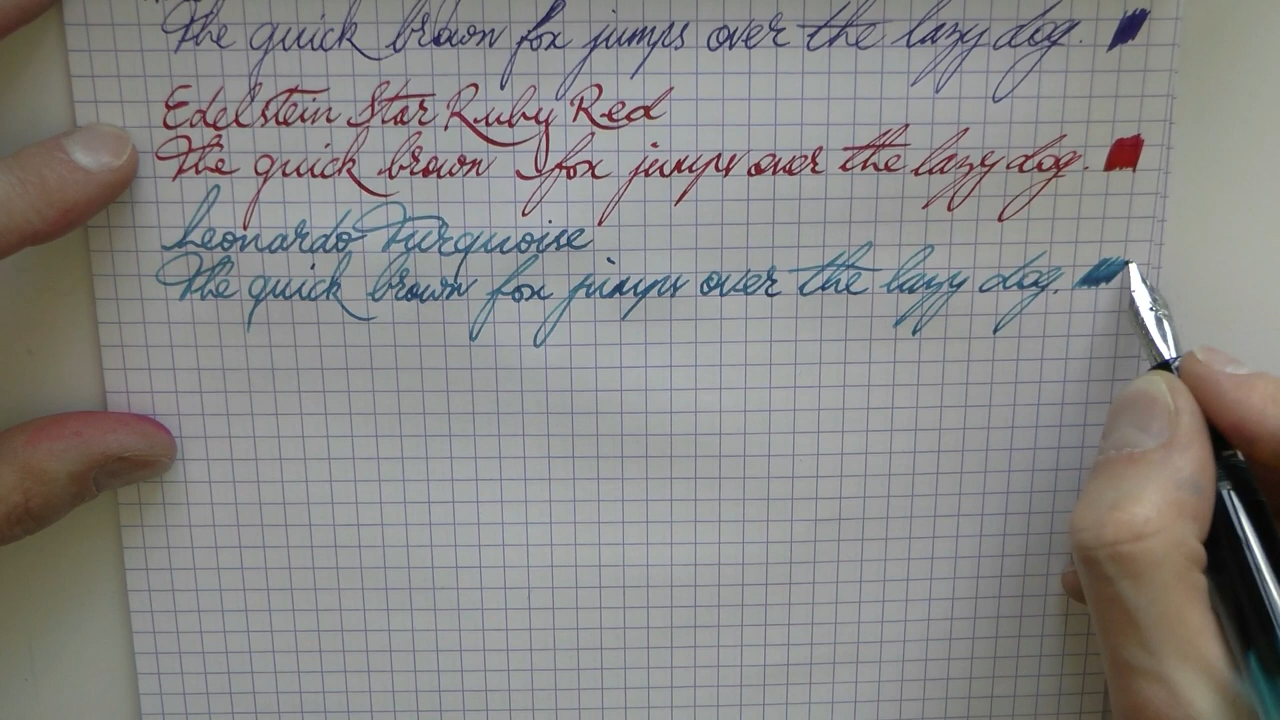 The quick brown fox jumps over the lazy dog.
Edelstein Star Ruby Red
The quick brown fox jumps over the lazy dog.
Leonardo Turquoise
The quick brown fox jumps over the lazy dog.